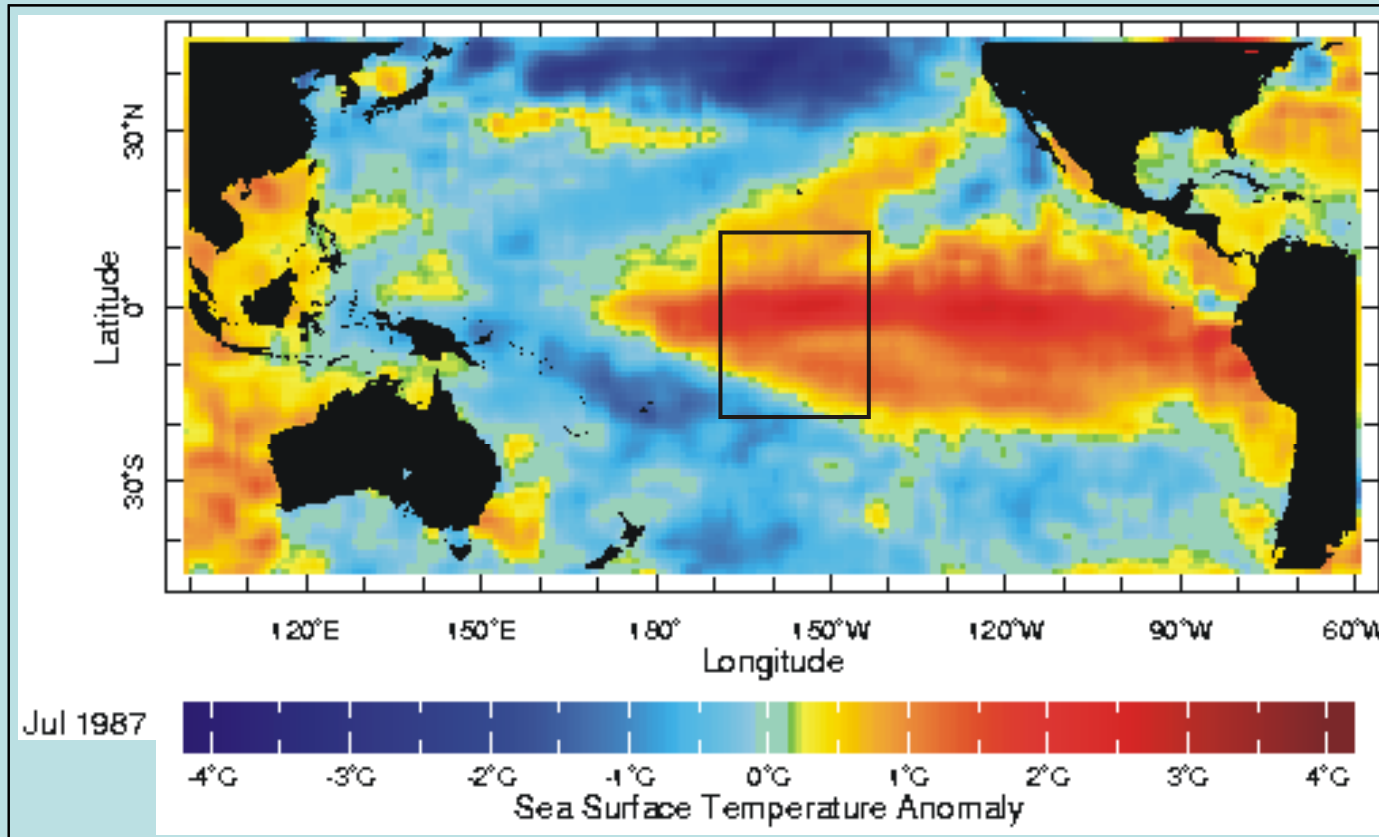 Latitude
30°N
0°
30°S
120°E 150°E 180° 150°W 120°W 90°W 60°W
Longitude
Jul 1987
-4°C -3°C -2°C -1°C 0°C 1°C 2°C 3°C 4°C
Sea Surface Temperature Anomaly